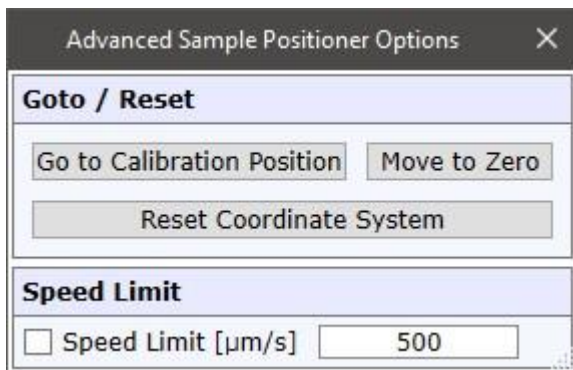 Advanced Sample Positioner Options
Goto / Reset
Go to Calibration Position Move to Zero
Reset Coordinate System
Speed Limit
Speed Limit [µm/s] 500